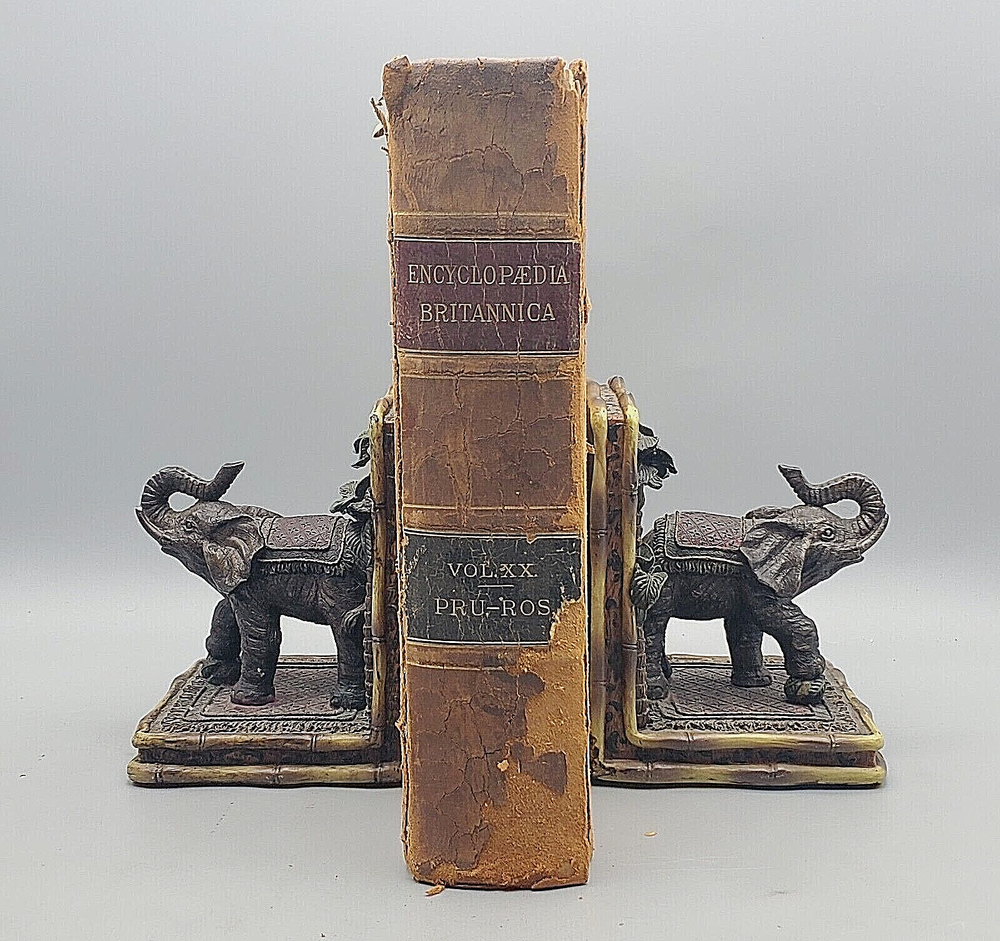 ENCYCLOPÆDIA
BRITANNICA
VOL.XX.
PRU-ROS.